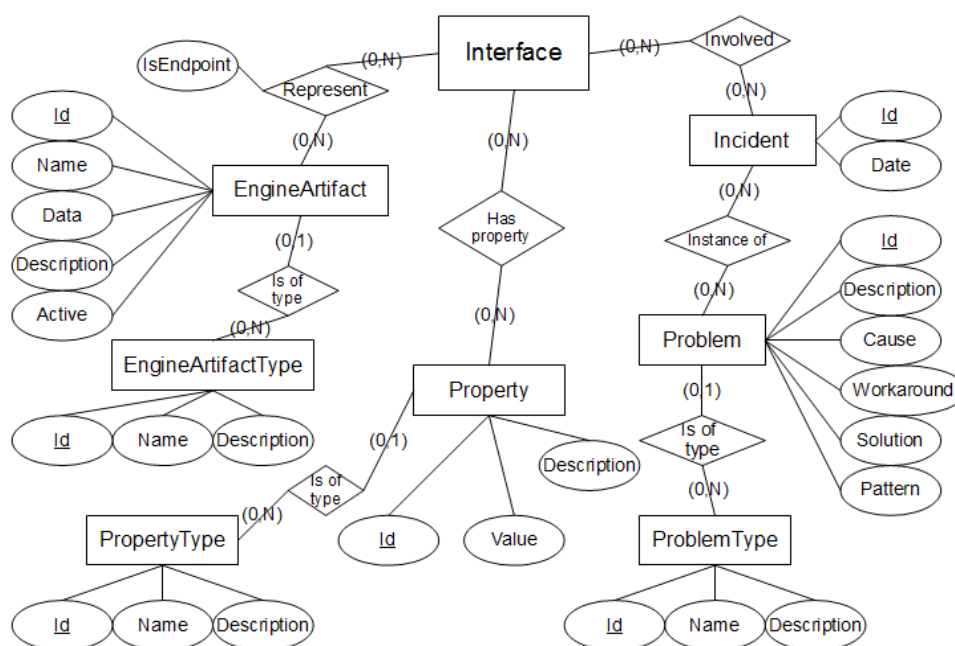 Interface
(0,N)
(0,N)
Involved
IsEndpoint
Represent
(0,N)
Id
Name
Data
Description
Active
(0,N)
EngineArtifact
(0,N)
Incident
Id
Date
(0,N)
Has
property
(0,N)
Instance of
(0,1)
Is of
type
(0,N)
EngineArtifactType
Id
Name
Description
(0,N)
Property
(0,N)
Problem
Id
Description
Cause
Workaround
Solution
Pattern
(0,1)
Is of
type
(0,N)
PropertyType
Id
Name
Description
Id
Value
Description
(0,1)
Is of
type
(0,N)
ProblemType
Id
Name
Description